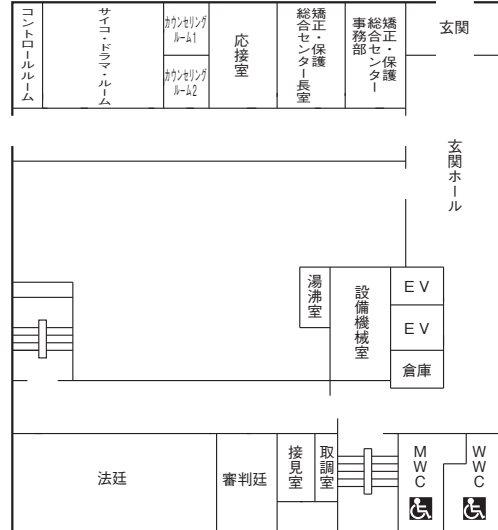 コントロールルーム
サイコ・ドラマ・ルーム
カウンセリング
ルーム1
カウンセリング
ルーム2
応接室
矯正・保護
総合センター長室
矯正・保護
総合センター
事務部
玄関
玄関ホール
湯沸室
設備機械室
EV
EV
倉庫
法廷
審判廷
接見室
取調室
MWC
WWC